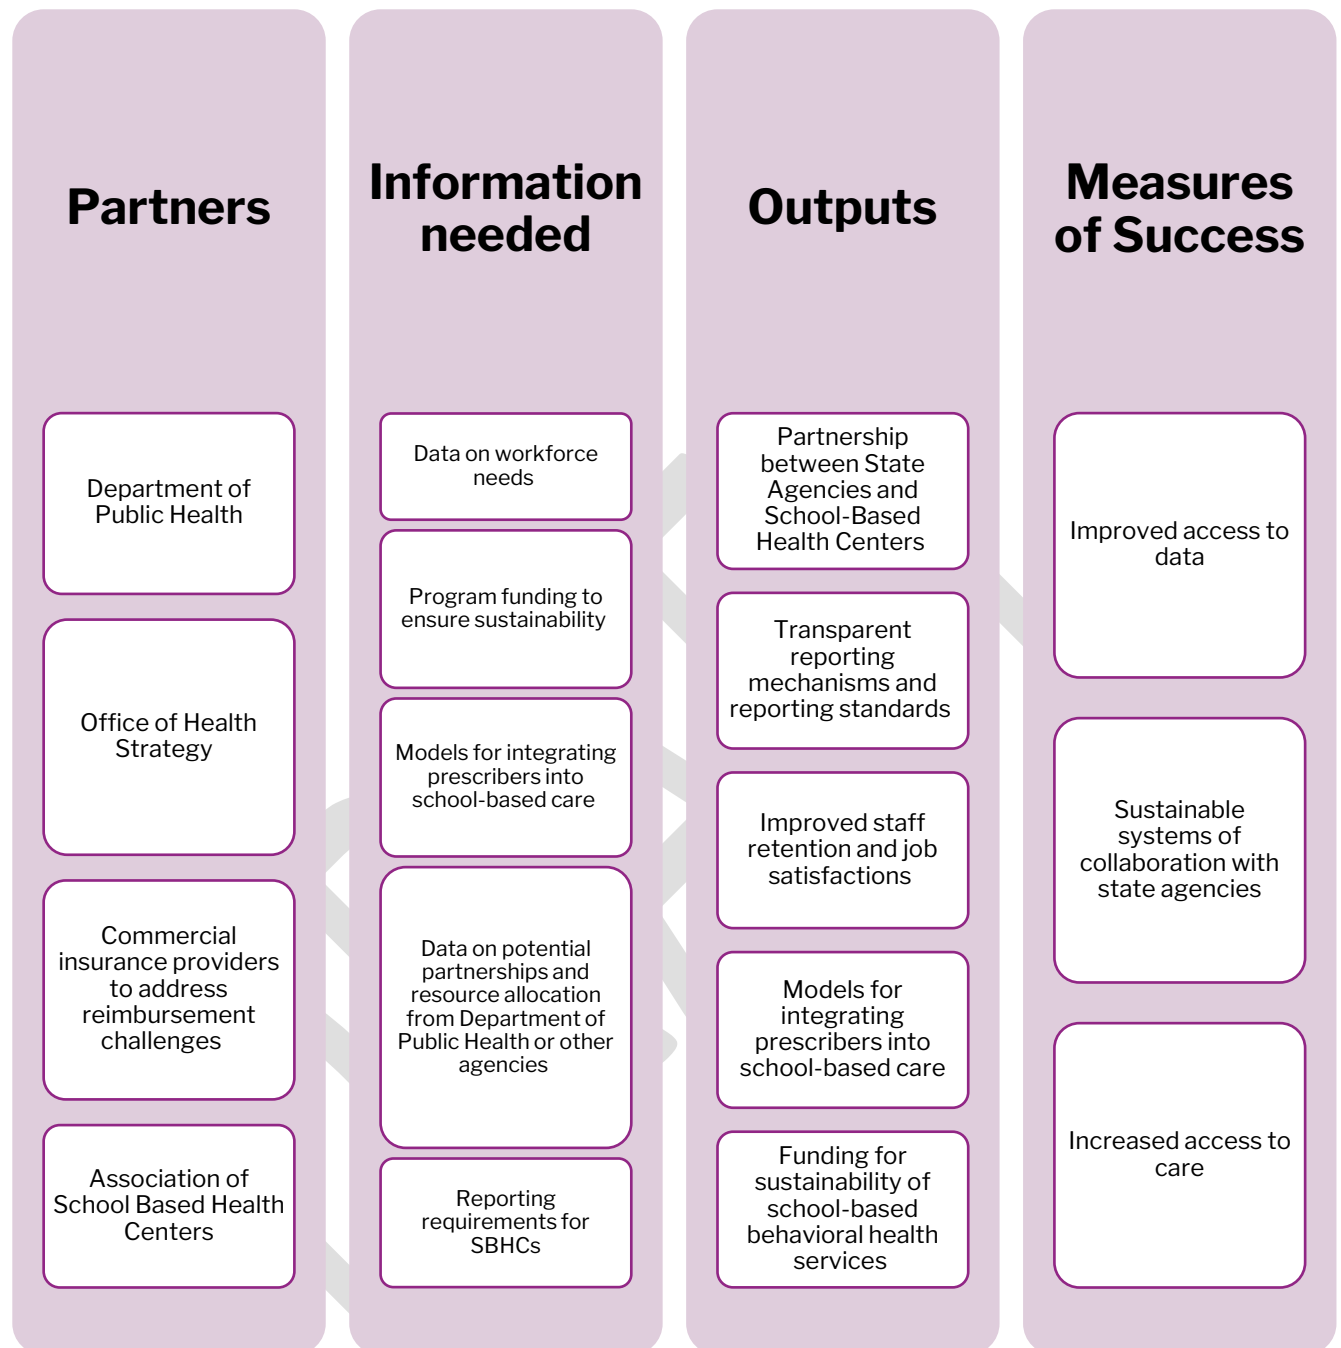 Partners
Department of
Public Health
Office of Health
Strategy
Commercial
insurance providers
to address
reimbursement
challenges
Association of
School Based Health
Centers
Information
needed
Data on workforce
needs
Program funding to
ensure sustainability
Models for integrating
prescribers into
school-based care
Data on potential
partnerships and
resource allocation
from Department of
Public Health or other
agencies
Reporting
requirements for
SBHCs
Outputs
Partnership
between State
Agencies and
School-Based
Health Centers
Transparent
reporting
mechanisms and
reporting standards
Improved staff
retention and job
satisfactions
Models for
integrating
prescribers into
school-based care
Funding for
sustainability of
school-based
behavioral health
services
Measures
of Success
Improved access to
data
Sustainable
systems of
collaboration with
state agencies
Increased access to
care